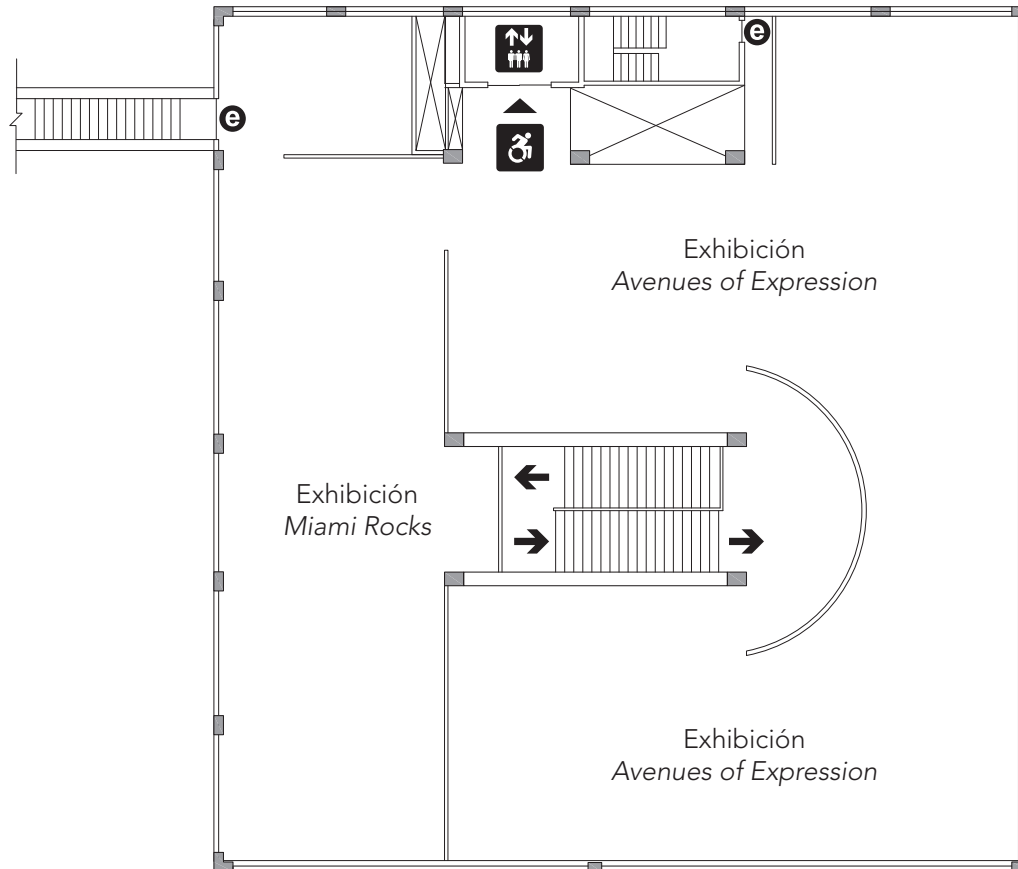 e
e
Exhibición
Avenues of Expression
Exhibición
Miami Rocks
Exhibición
Avenues of Expression